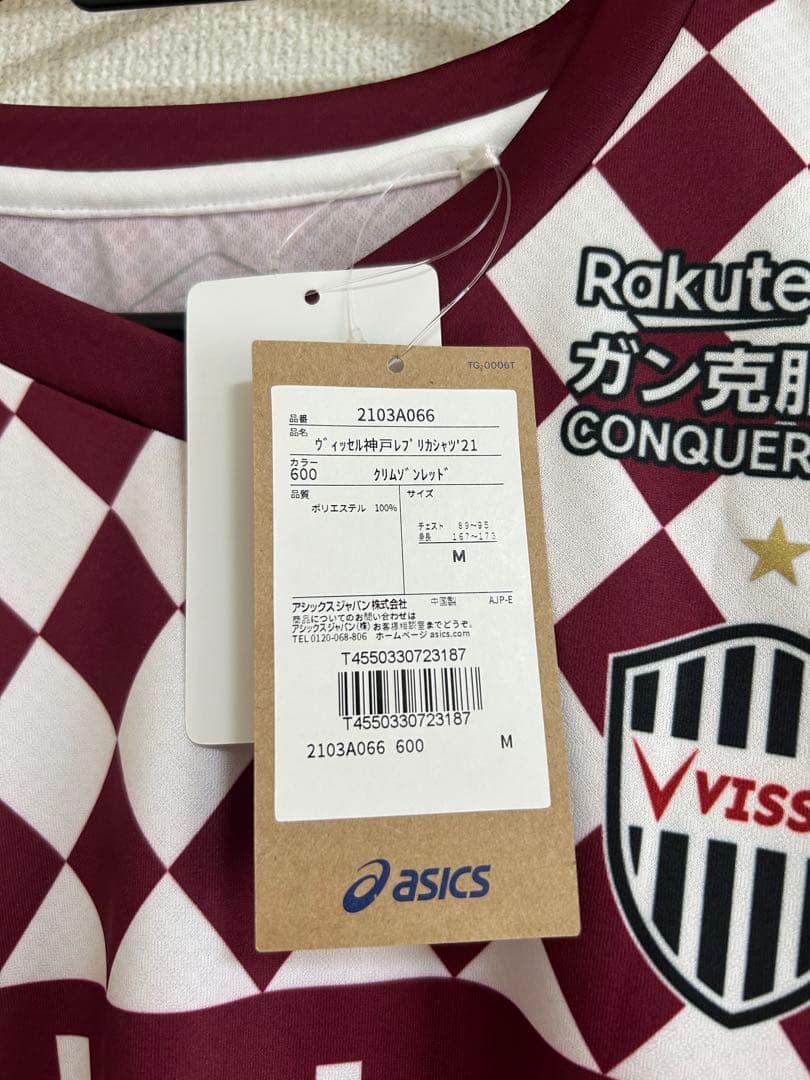 TG_0006T
品番 2103A066
品名
ヴィッセル神戸レプリカシャツ'21
カラー
600 クリムゾンレッド
品質 サイズ
ポリエステル 100%
チェスト 89~95
身長 167~173
M
アシックスジャパン株式会社 中国製 AJP-E
商品についてのお問い合わせは
アシックスジャパン(株)お客様相談室までどうぞ。
TEL 0120-068-806 ホームページ asics.com
T4550330723187
T4550330723187
2103A066 600 M
asics
Rakute
ガン克服
CONQUER
VISS